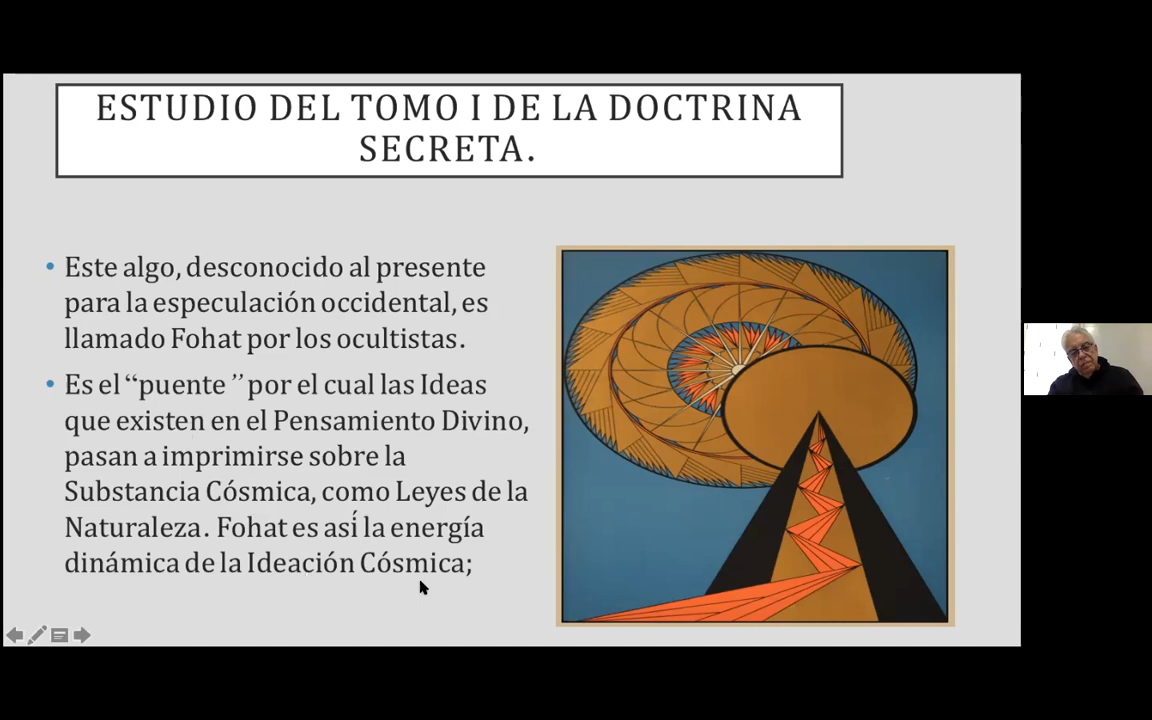 ESTUDIO DEL TOMO I DE LA DOCTRINA
SECRETA.
• Este algo, desconocido al presente
para la especulación occidental, es
llamado Fohat por los ocultistas.
• Es el “puente ” por el cual las Ideas
que existen en el Pensamiento Divino,
pasan a imprimirse sobre la
Substancia Cósmica, como Leyes de la
Naturaleza. Fohat es así la energía
dinámica de la Ideación Cósmica;